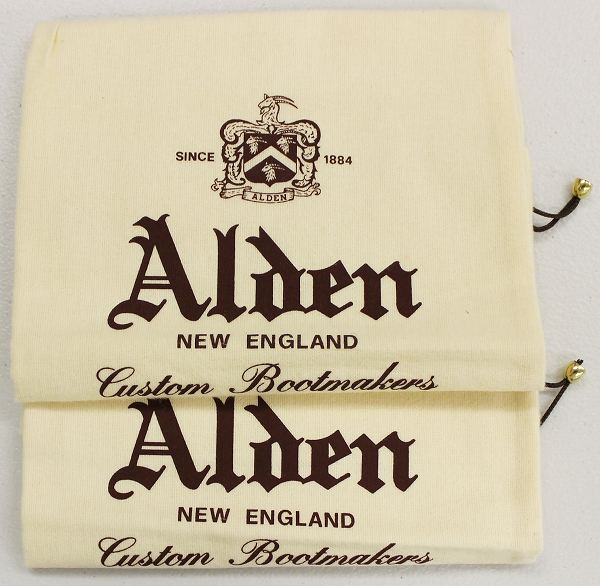 SINCE 1884
ALDEN
Alden
NEW ENGLAND
Custom Bootmakers
Alden
NEW ENGLAND
Custom Bootmakers